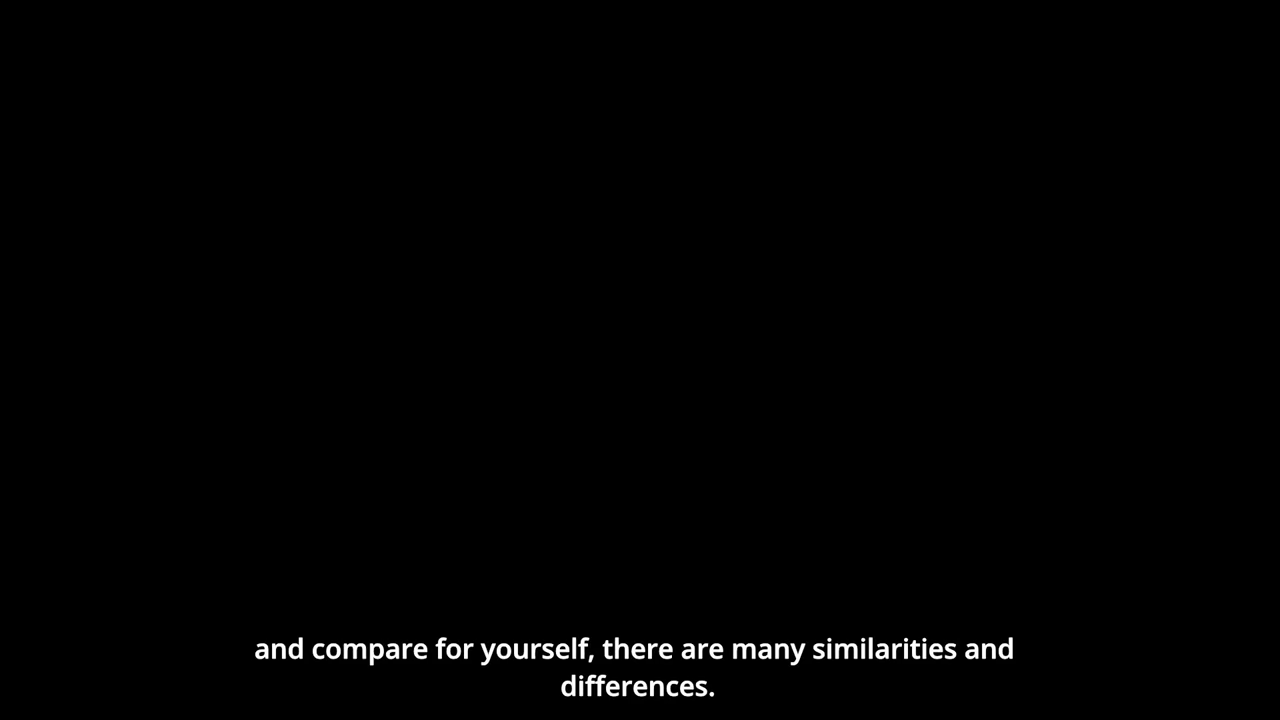 and compare for yourself, there are many similarities and
differences.